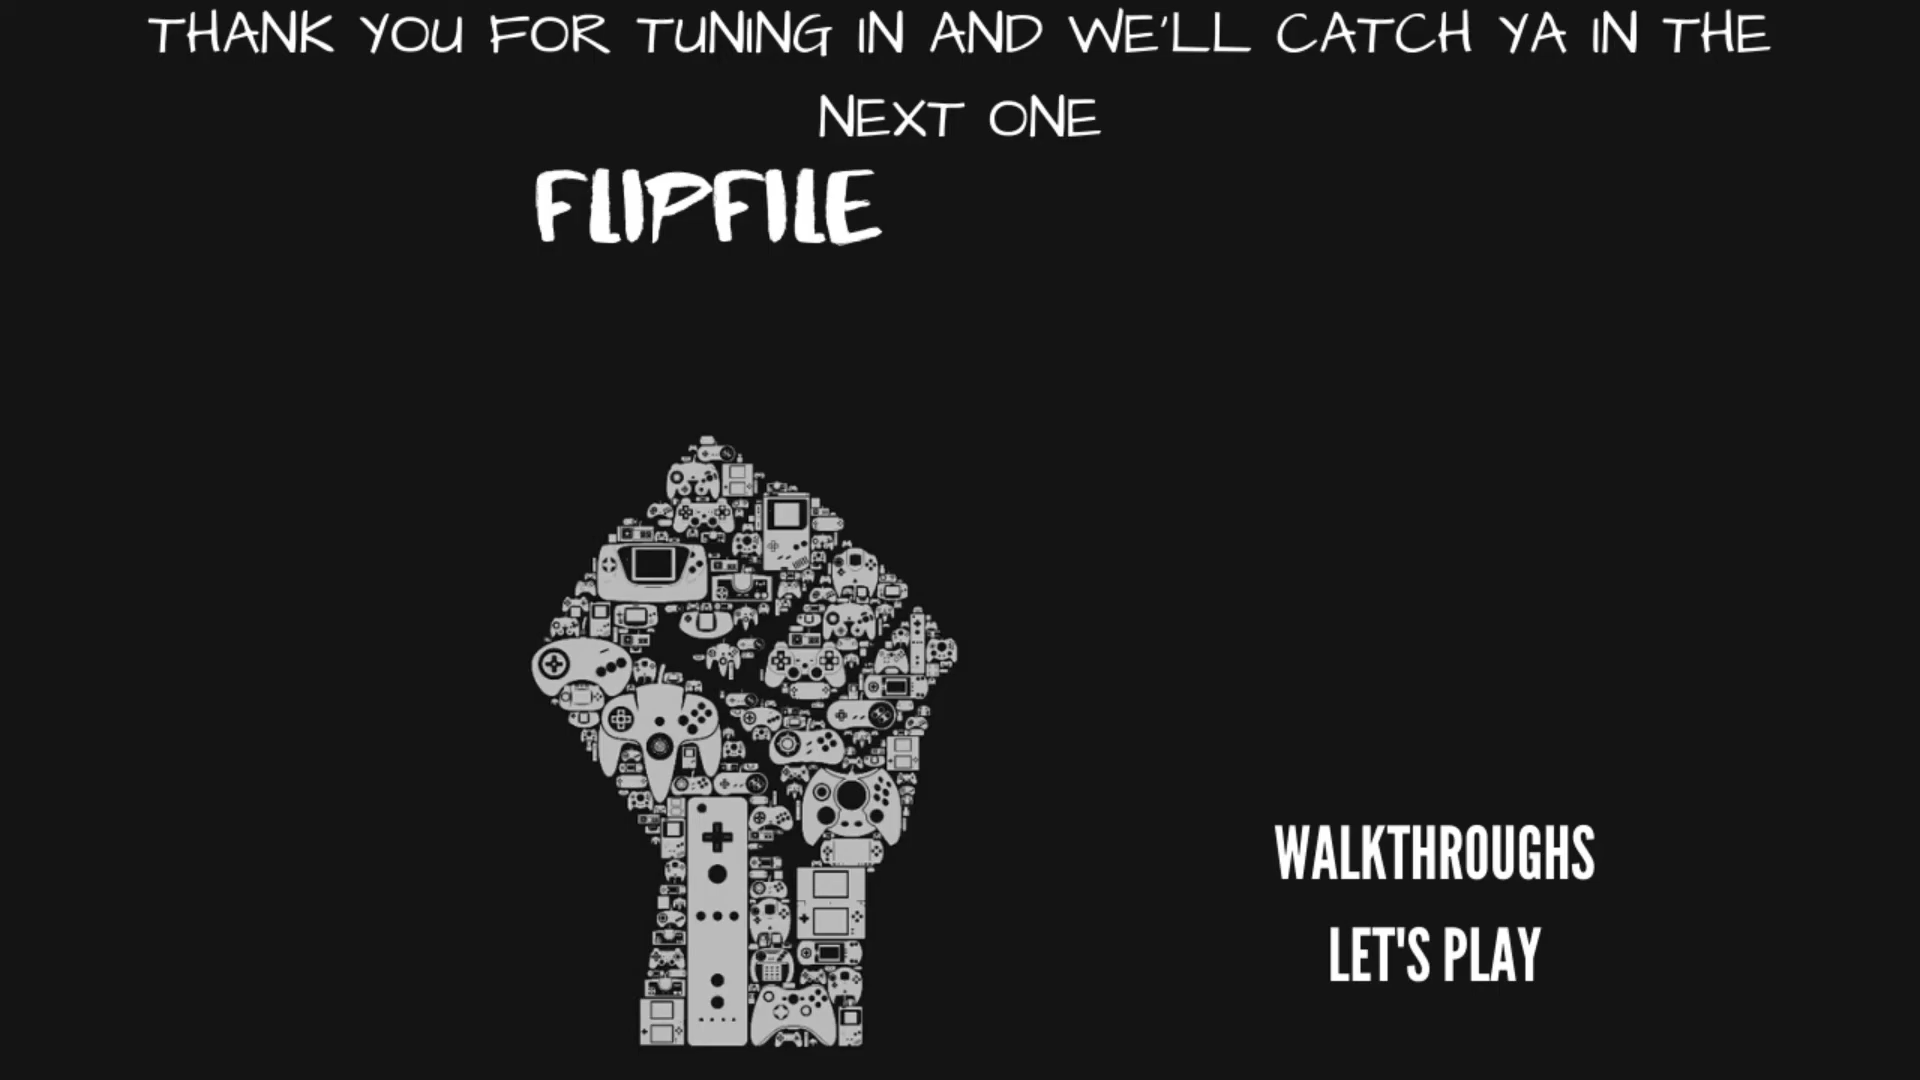 THANK YOU FOR TUNING IN AND WE'LL CATCH YA IN THE
NEXT ONE
FLIPFILE
WALKTHROUGHS
LET'S PLAY